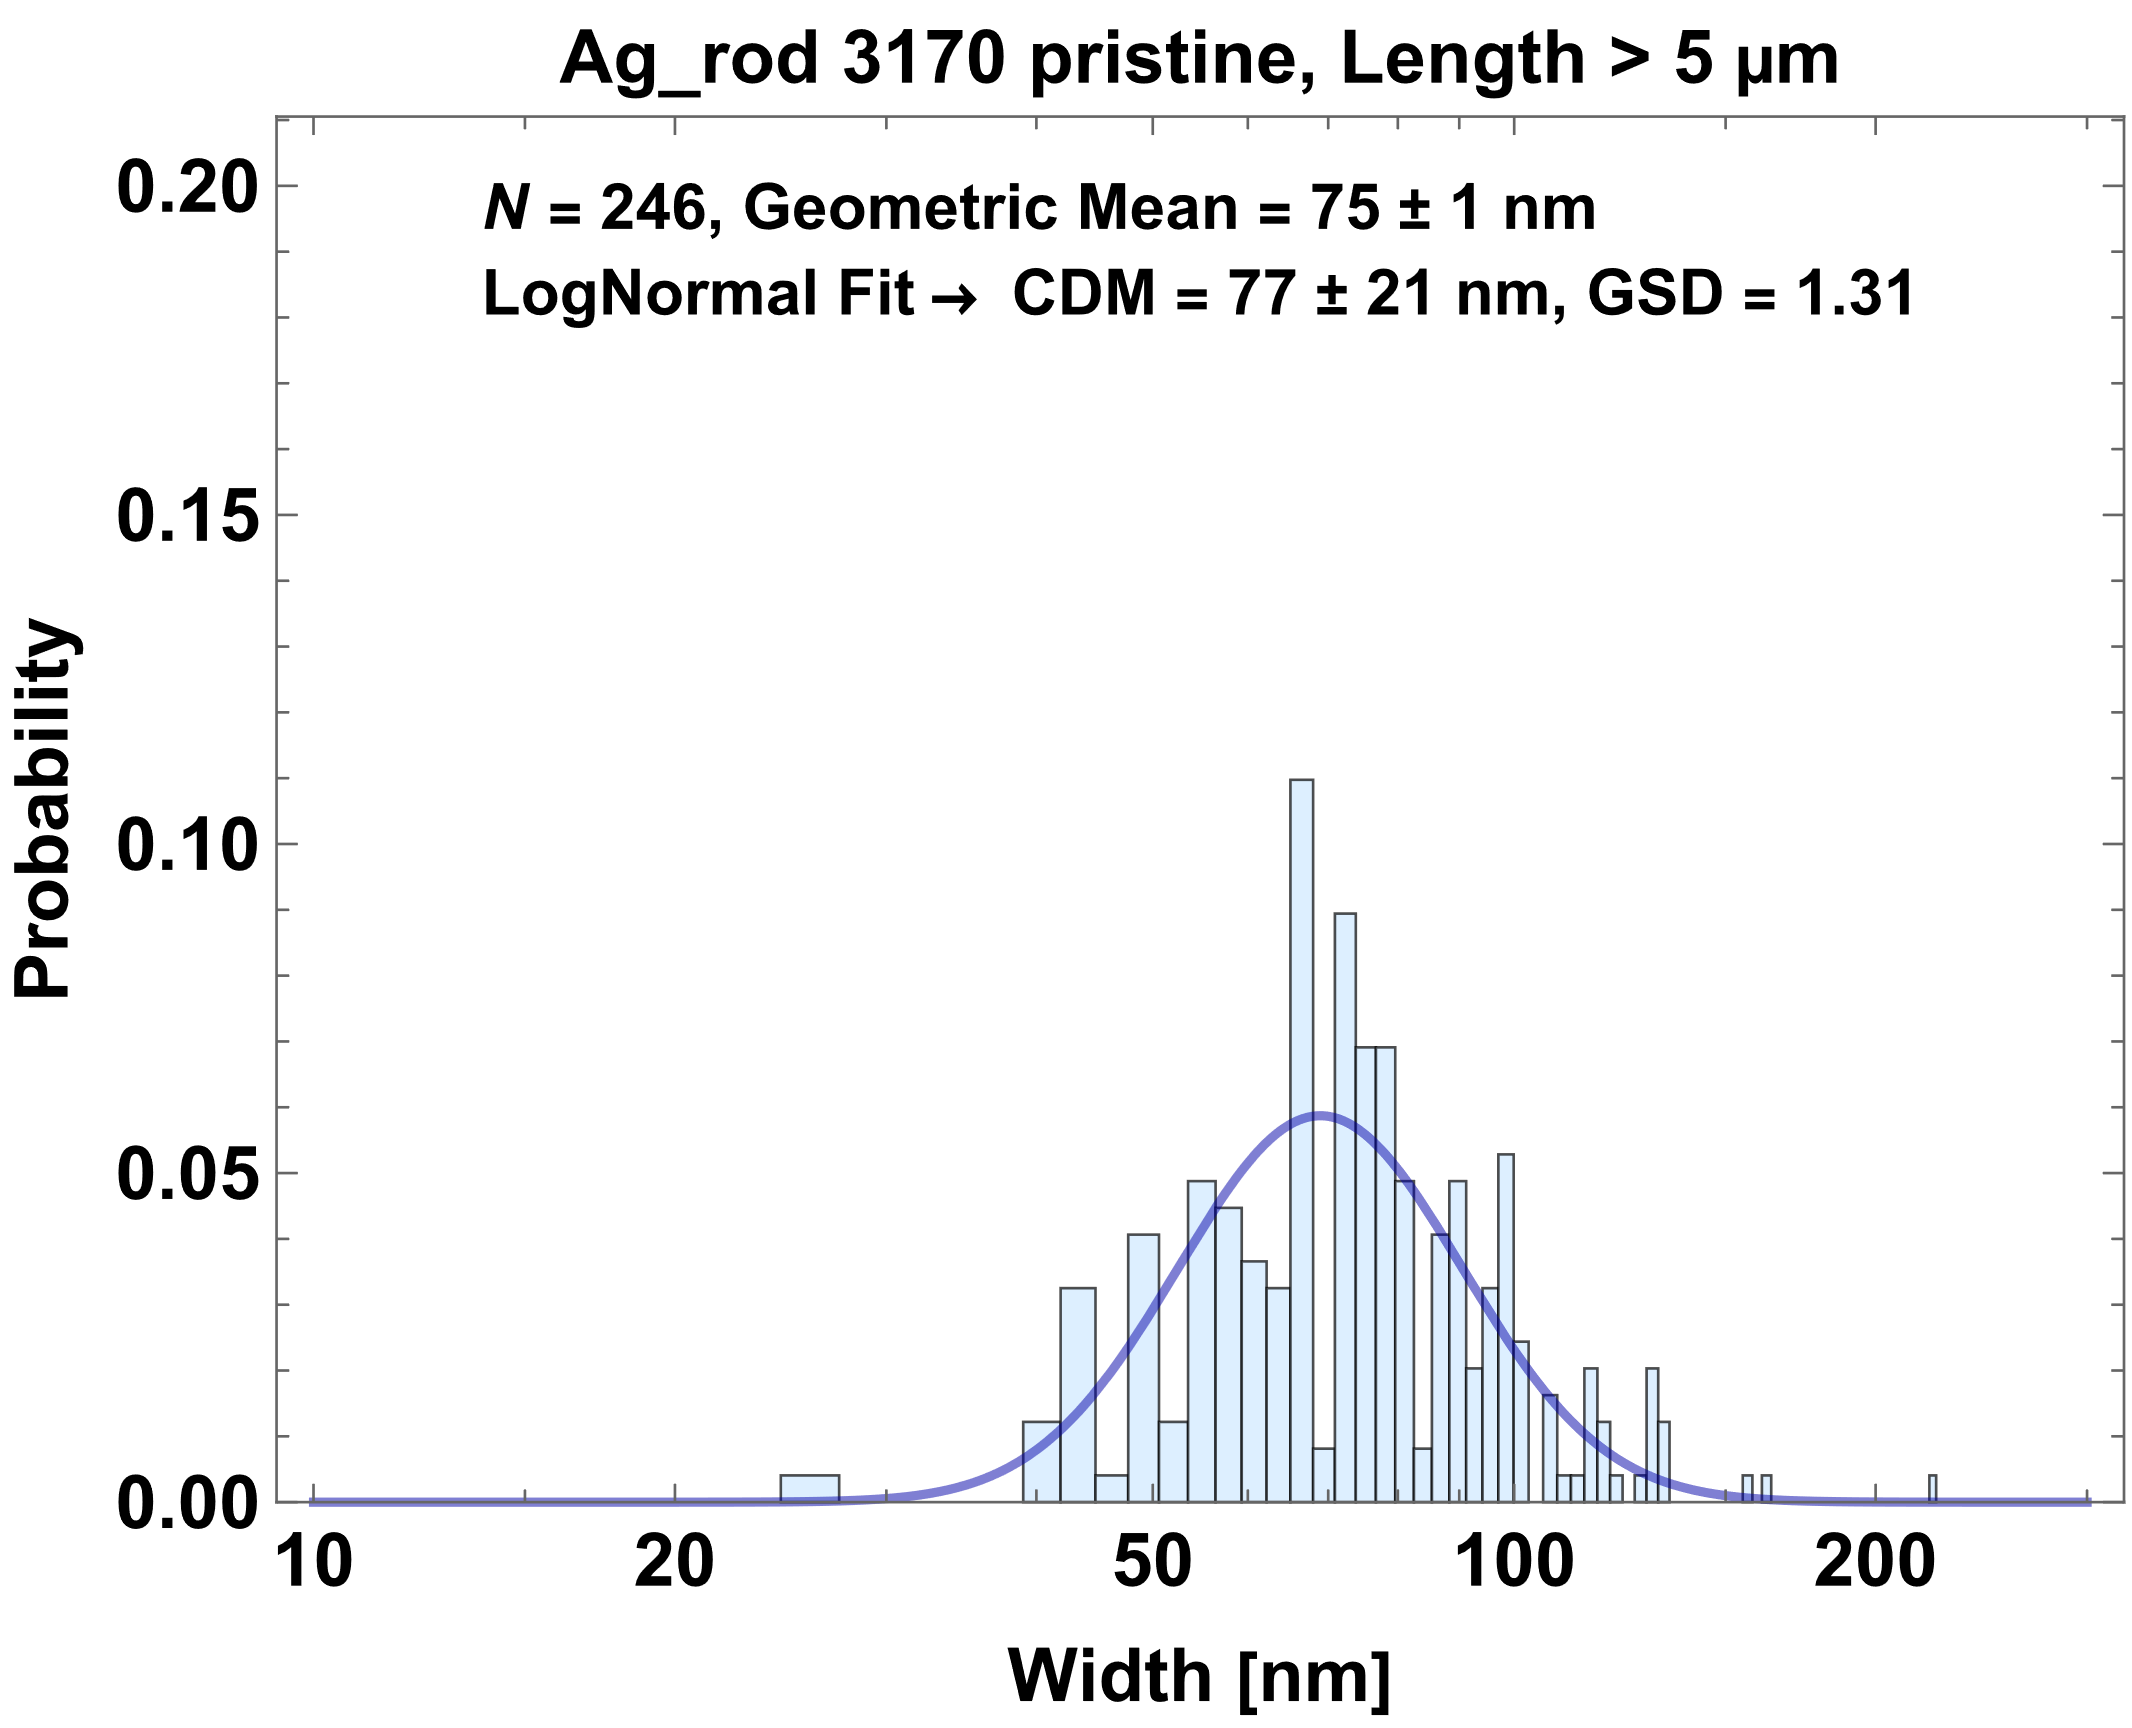 Ag_rod 3170 pristine, Length > 5 µm
N = 246, Geometric Mean = 75 ± 1 nm
LogNormal Fit → CDM = 77 ± 21 nm, GSD = 1.31
Probability
0.20
0.15
0.10
0.05
0.00
10 20 50 100 200
Width [nm]